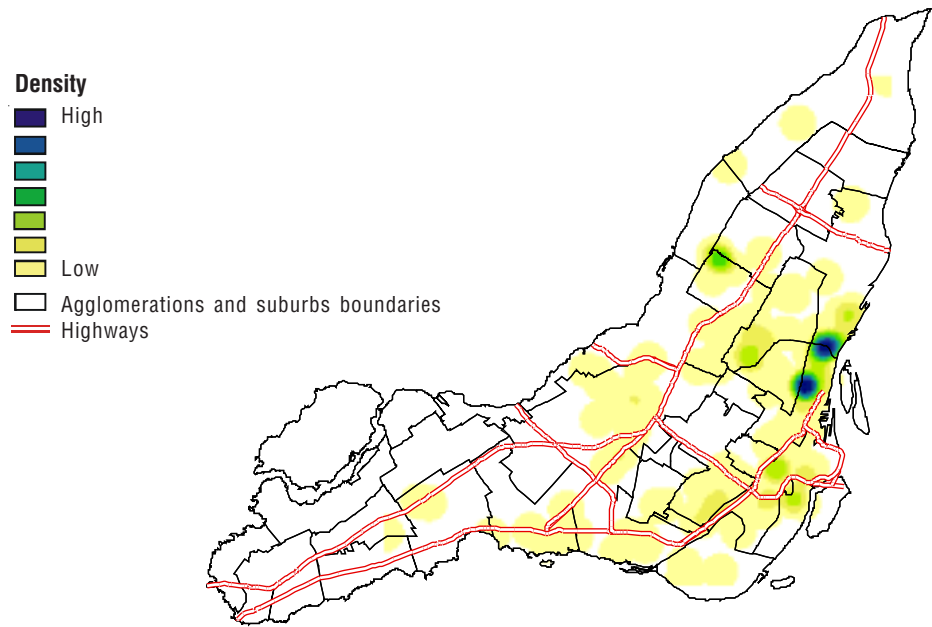 Density
High
Low
Agglomerations and suburbs boundaries
Highways